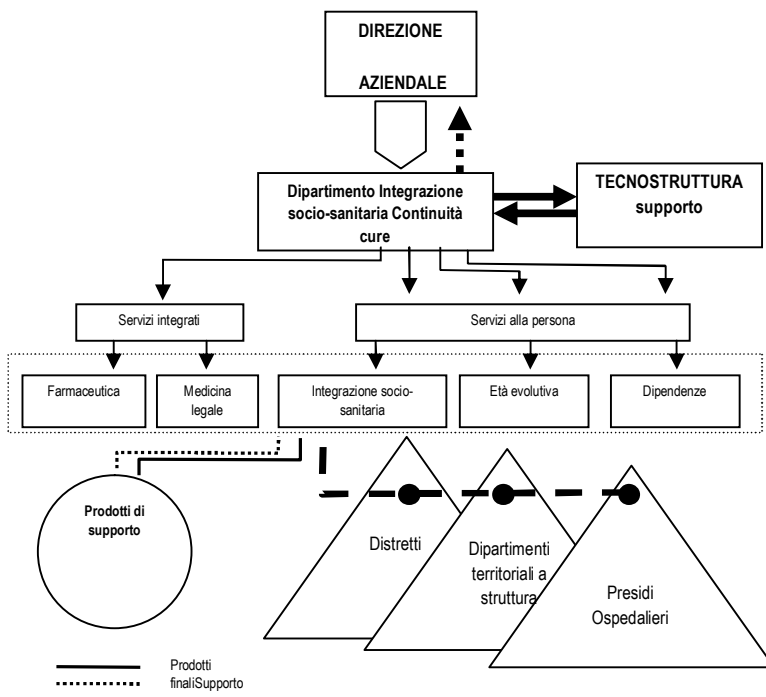 DIREZIONE
AZIENDALE
Dipartimento Integrazione
socio-sanitaria Continuità
cure
TECNOSTRUTTURA
supporto
Servizi integrati
Servizi alla persona
Farmaceutica
Medicina
legale
Integrazione socio-
sanitaria
Età evolutiva
Dipendenze
Prodotti di
supporto
Distretti
Dipartimenti
territoriali a
struttura
Presidi
Ospedalieri
Prodotti
finaliSupporto